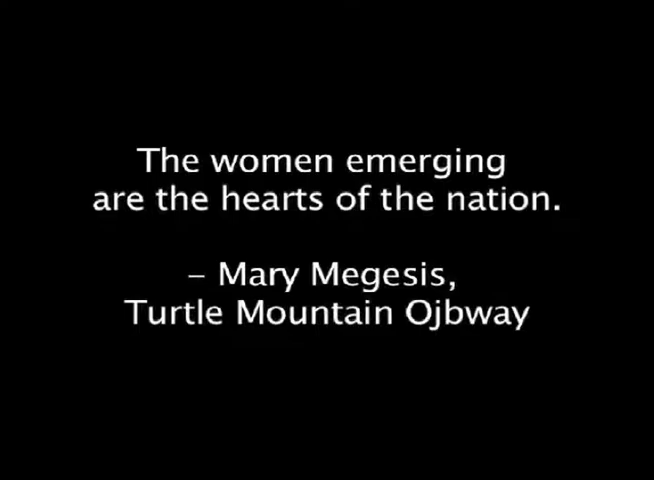 The women emerging
are the hearts of the nation.
– Mary Megesis,
Turtle Mountain Ojbway